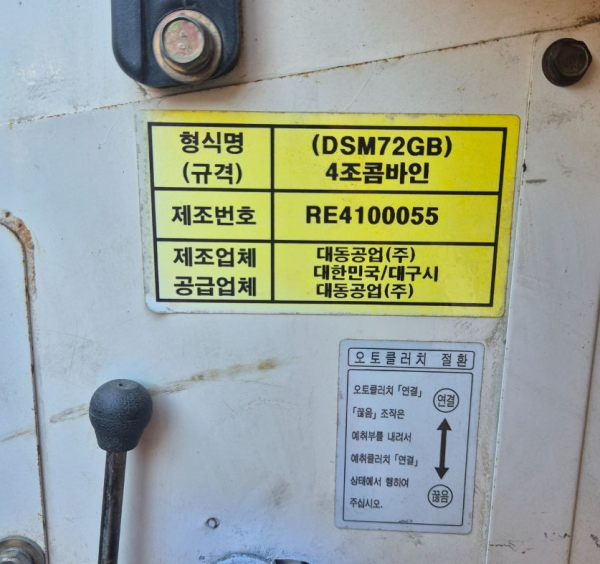 형식명 (DSM72GB)
(규격) 4조콤바인
제조번호 RE4100055
제조업체 대동공업(주)
대한민국/대구시
공급업체 대동공업(주)
오토클러치 절환
오토클러치 「연결」
「끊음」 조작은
예취부를 내려서
예취클러치 「연결」
상태에서 행하여
주십시오.
연결
끊음